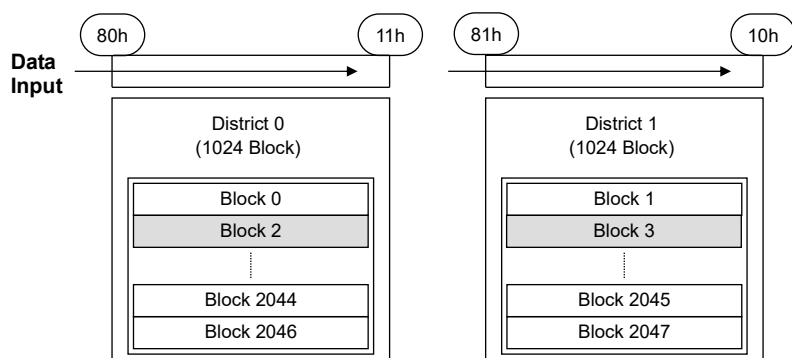 80h
11h
81h
10h
Data
Input
District 0
(1024 Block)
Block 0
Block 2
Block 2044
Block 2046
District 1
(1024 Block)
Block 1
Block 3
Block 2045
Block 2047